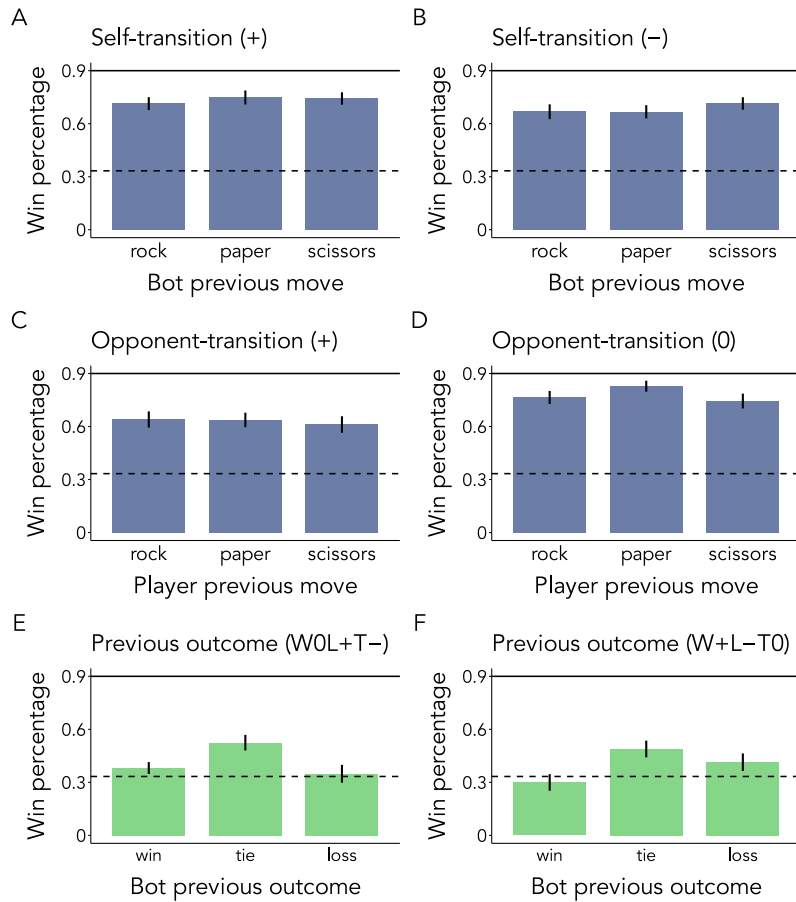 A
Self-transition (+)
Win percentage
0.9
0.6
0.3
0
rock paper scissors
Bot previous move
B
Self-transition (−)
Win percentage
0.9
0.6
0.3
0
rock paper scissors
Bot previous move
C
Opponent-transition (+)
Win percentage
0.9
0.6
0.3
0
rock paper scissors
Player previous move
D
Opponent-transition (0)
Win percentage
0.9
0.6
0.3
0
rock paper scissors
Player previous move
E
Previous outcome (W0L+T−)
Win percentage
0.9
0.6
0.3
0
win tie loss
Bot previous outcome
F
Previous outcome (W+L−T0)
Win percentage
0.9
0.6
0.3
0
win tie loss
Bot previous outcome